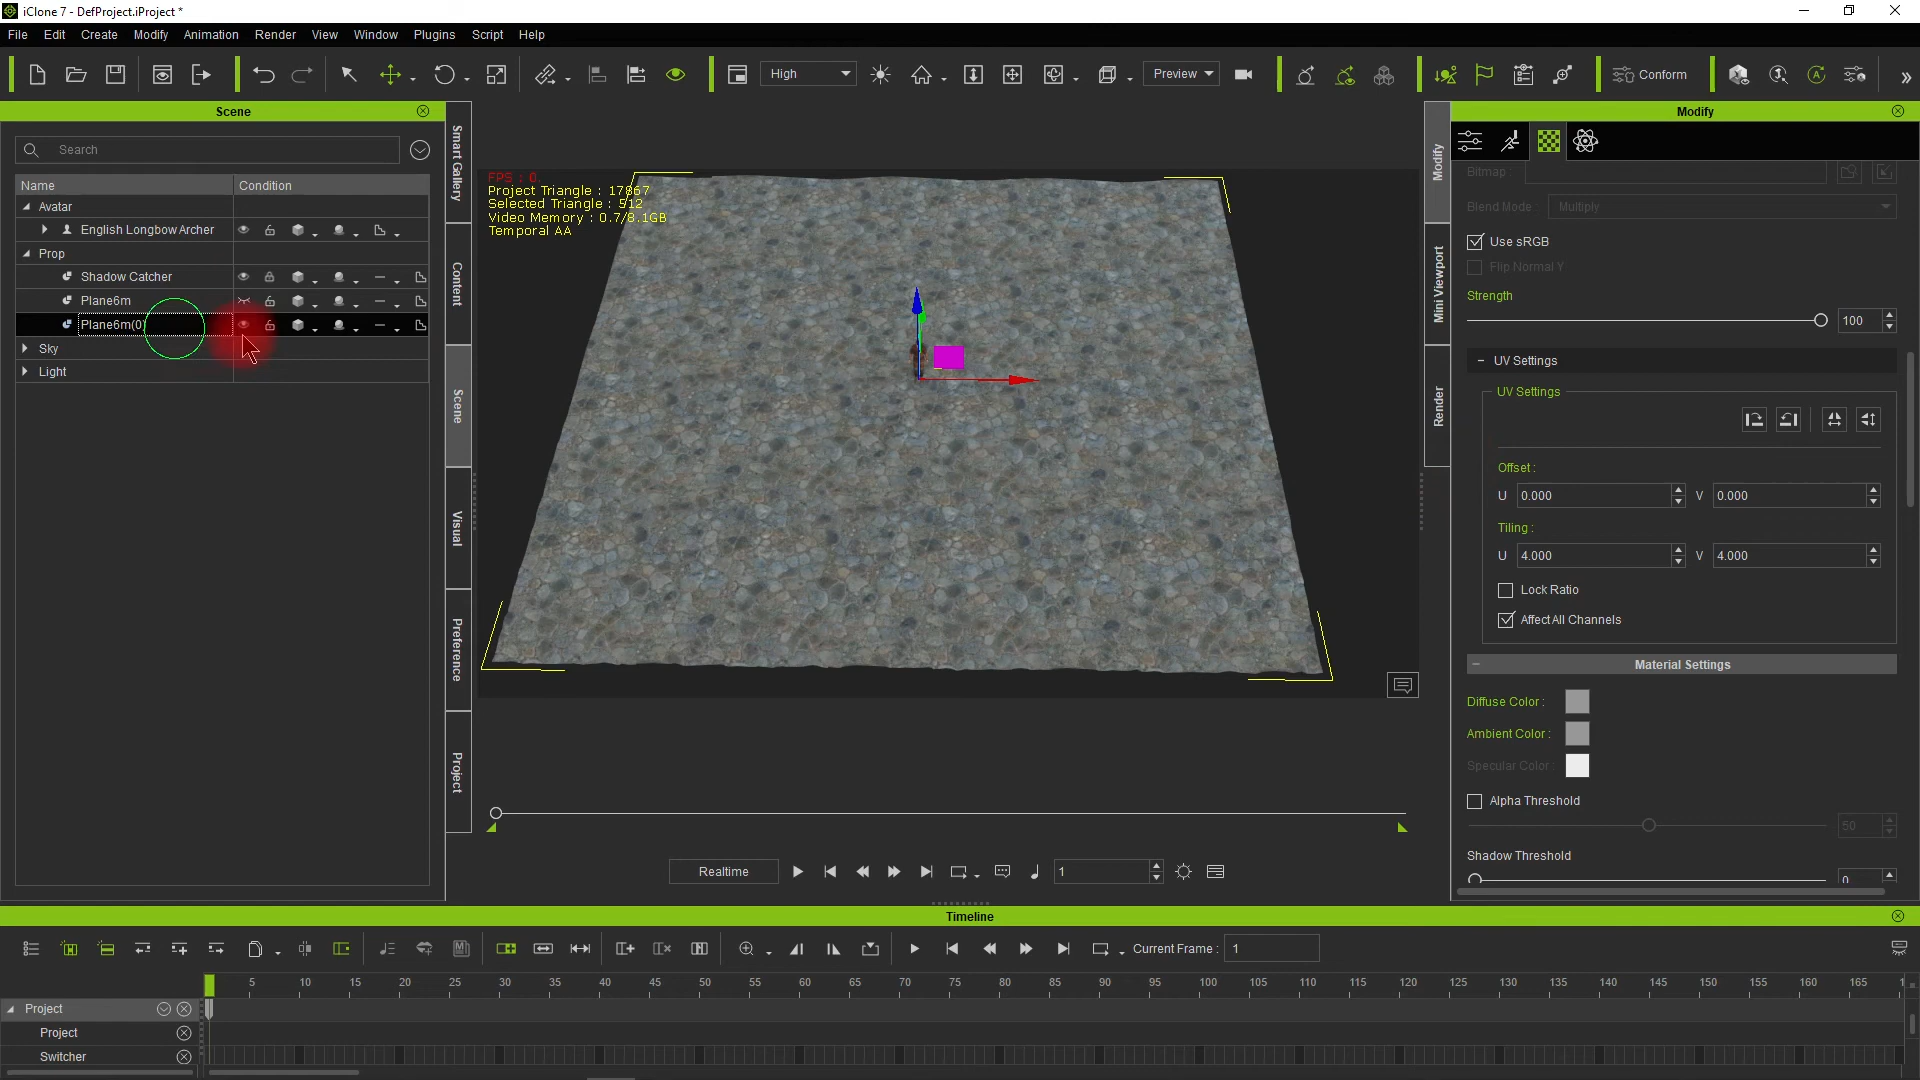 iClone 7 - DefProject.iProject *
File Edit Create Modify Animation Render View Window Plugins Script Help
High
Preview
Conform
Scene
Search
Name Condition
Avatar
English Longbow Archer
Prop
Shadow Catcher
Plane6m
Plane6m(0)
Sky
Light
Smart Gallery
Content
Scene
Visual
Preference
Project
FPS : 0.
Project Triangle : 17867
Selected Triangle : 512
Video Memory : 0.7/8.1GB
Temporal AA
Modify
Mini Viewport
Render
Modify
Bitmap :
Blend Mode : Multiply
Use sRGB
Flip Normal Y
Strength
100
UV Settings
UV Settings
Offset :
U 0.000 V 0.000
Tiling :
U 4.000 V 4.000
Lock Ratio
Affect All Channels
Material Settings
Diffuse Color :
Ambient Color :
Specular Color :
Alpha Threshold
50
Shadow Threshold
0
Realtime
1
Timeline
Current Frame : 1
5 10 15 20 25 30 35 40 45 50 55 60 65 70 75 80 85 90 95 100 105 110 115 120 125 130 135 140 145 150 155 160 165 1
Project
Project
Switcher